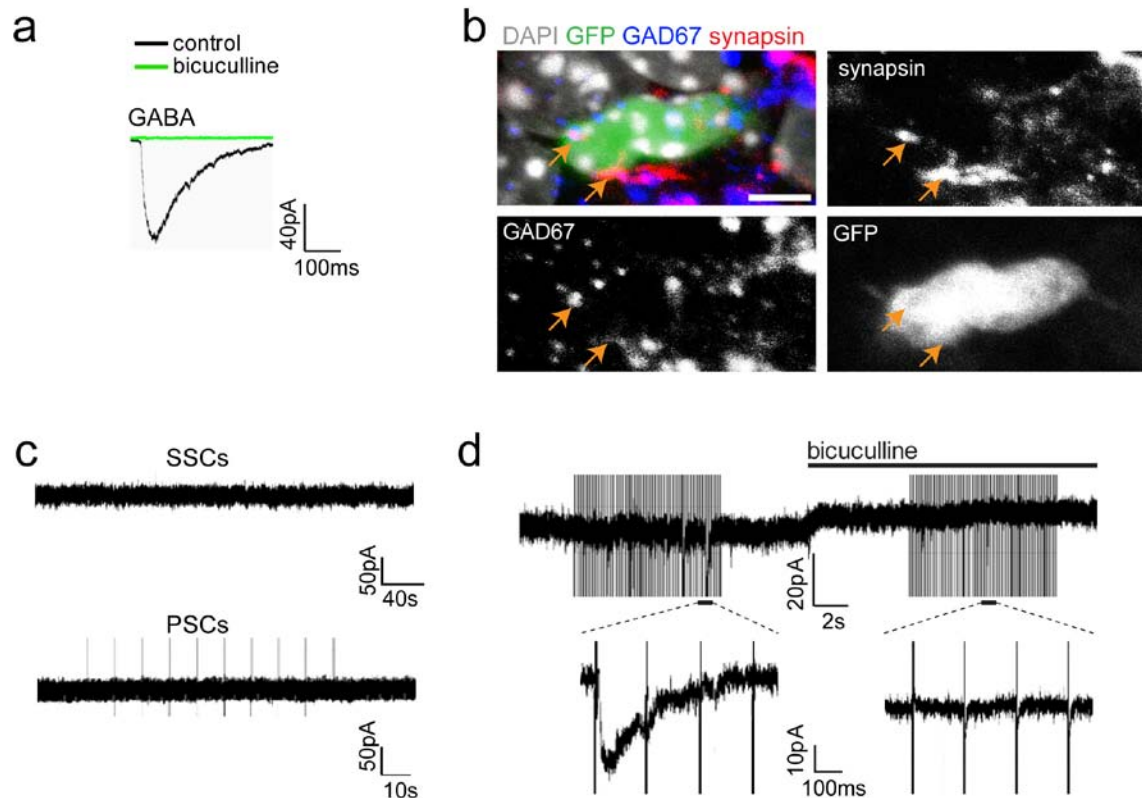 a
control
bicuculline
GABA
40pA
100ms
b
DAPI GFP GAD67 synapsin
synapsin
GAD67
GFP
c
SSCs
50pA
40s
PSCs
50pA
10s
d
bicuculline
20pA
2s
10pA
100ms